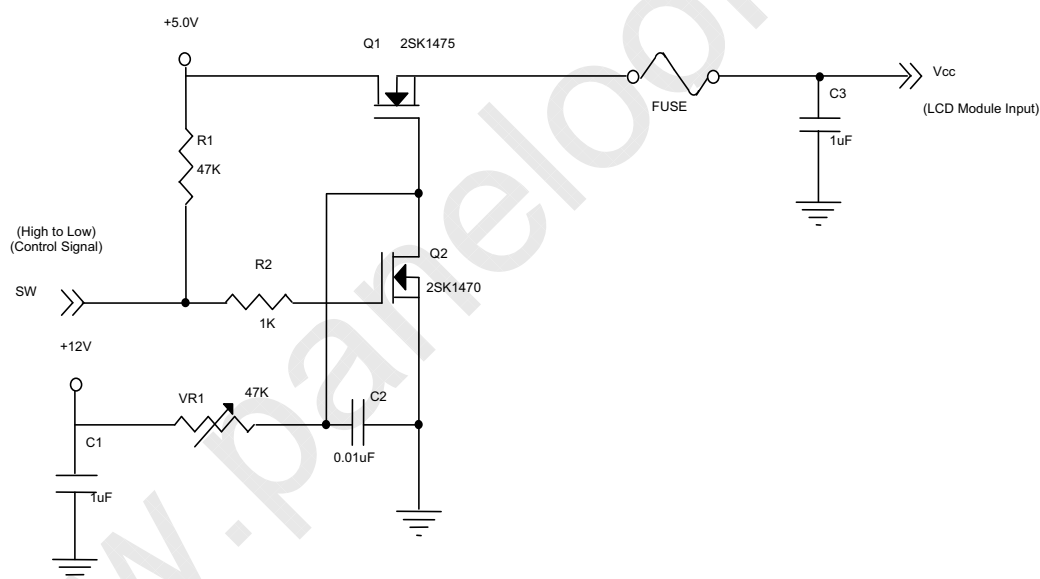 +5.0V
Q1 2SK1475
Vcc
FUSE
C3
(LCD Module Input)
R1
1uF
47K
(High to Low)
(Control Signal)
Q2
R2
SW
2SK1470
1K
+12V
VR1
47K
C2
C1
0.01uF
1uF
w.paneloo